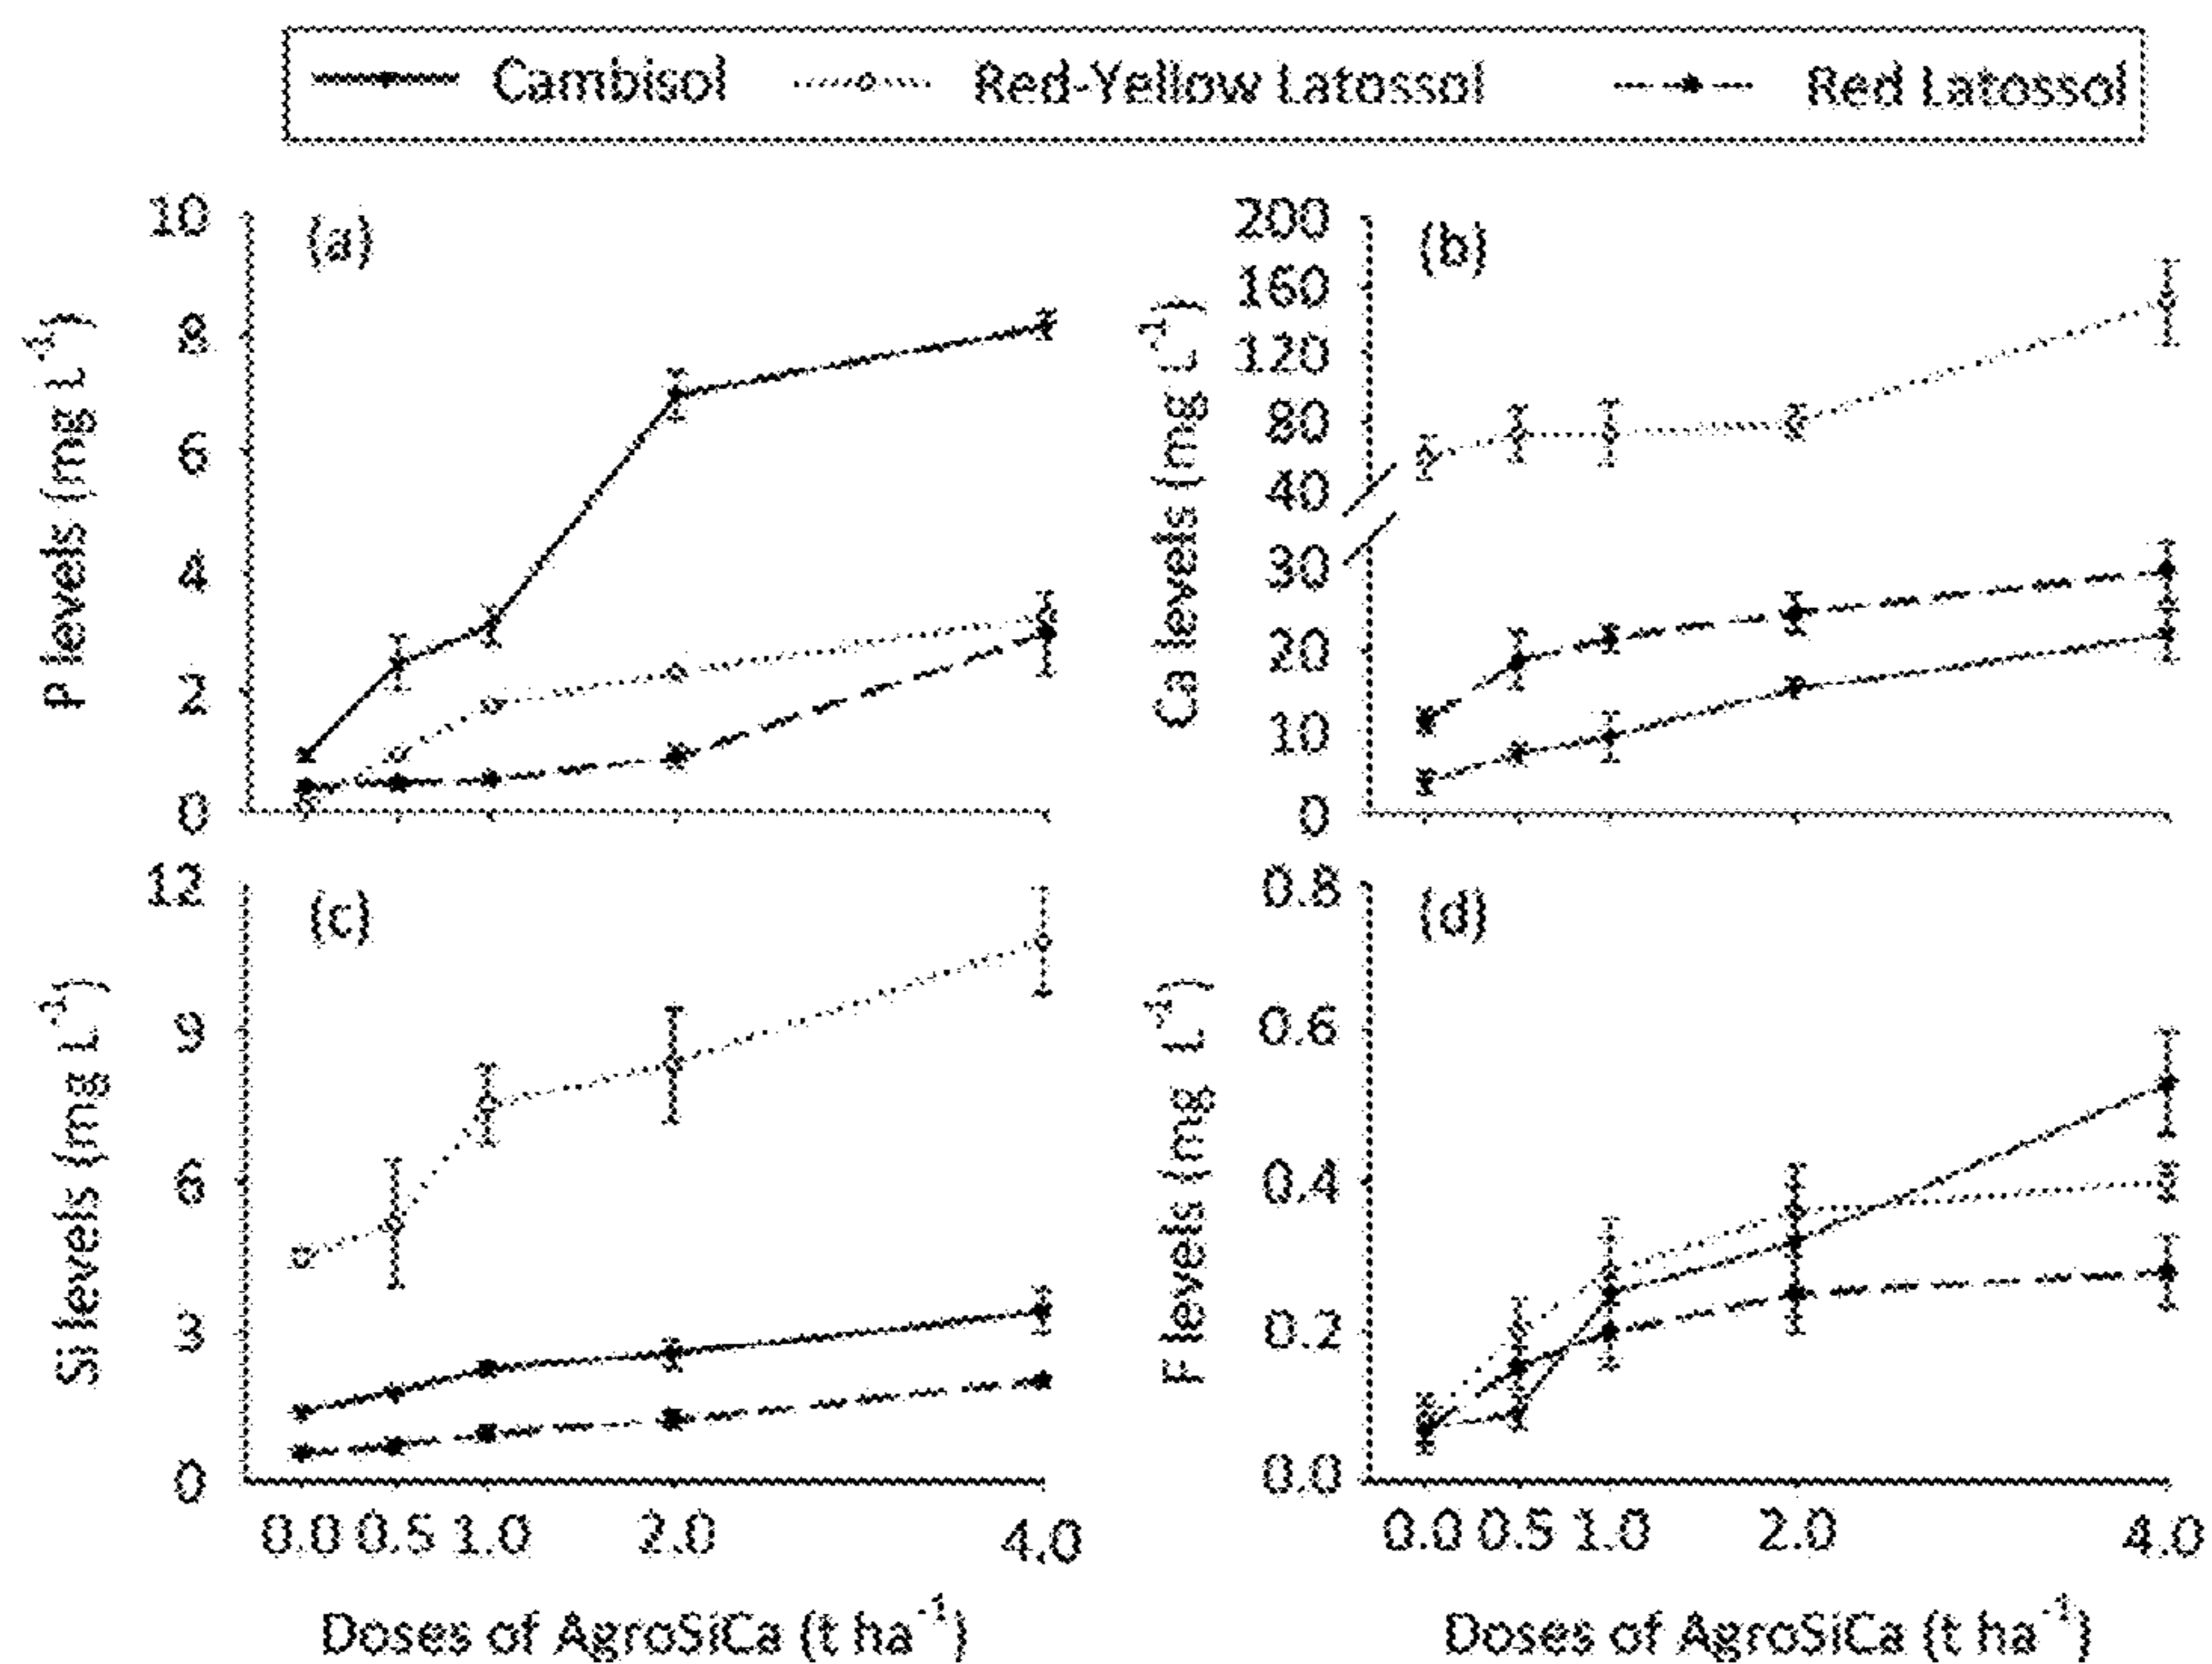 Cambisol Red-Yellow Latossol Red Latossol
(a)
10
8
6
4
2
0
P levels (mg L-1)
(b)
200
160
120
80
40
30
20
10
0
Ca levels (mg L-1)
(c)
12
9
6
3
0
Si levels (mg L-1)
0.0 0.5 1.0 2.0 4.0
Doses of AgroSiCa (t ha-1)
(d)
0.8
0.6
0.4
0.2
0.0
F levels (mg L-1)
0.0 0.5 1.0 2.0 4.0
Doses of AgroSiCa (t ha-1)